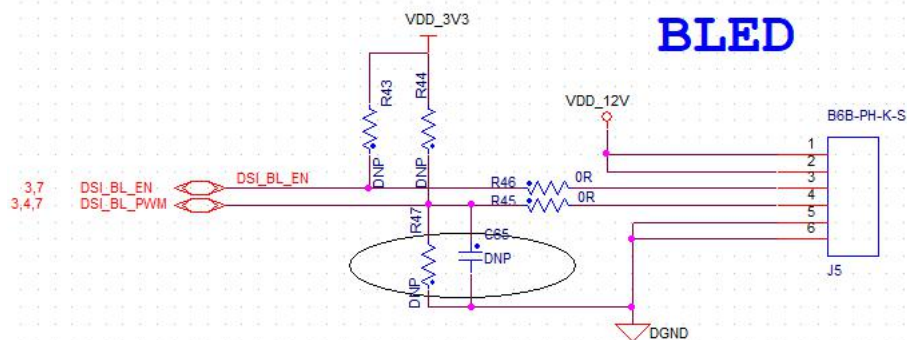 BLED
VDD_3V3
R43
R44
DNP
DNP
VDD_12V
B6B-PH-K-S
1
2
3
4
5
6
J5
3,7 DSI_BL_EN DSI_BL_EN R46 0R
3,4,7 DSI_BL_PWM R45 0R
R47
DNP
C65
DNP
DGND